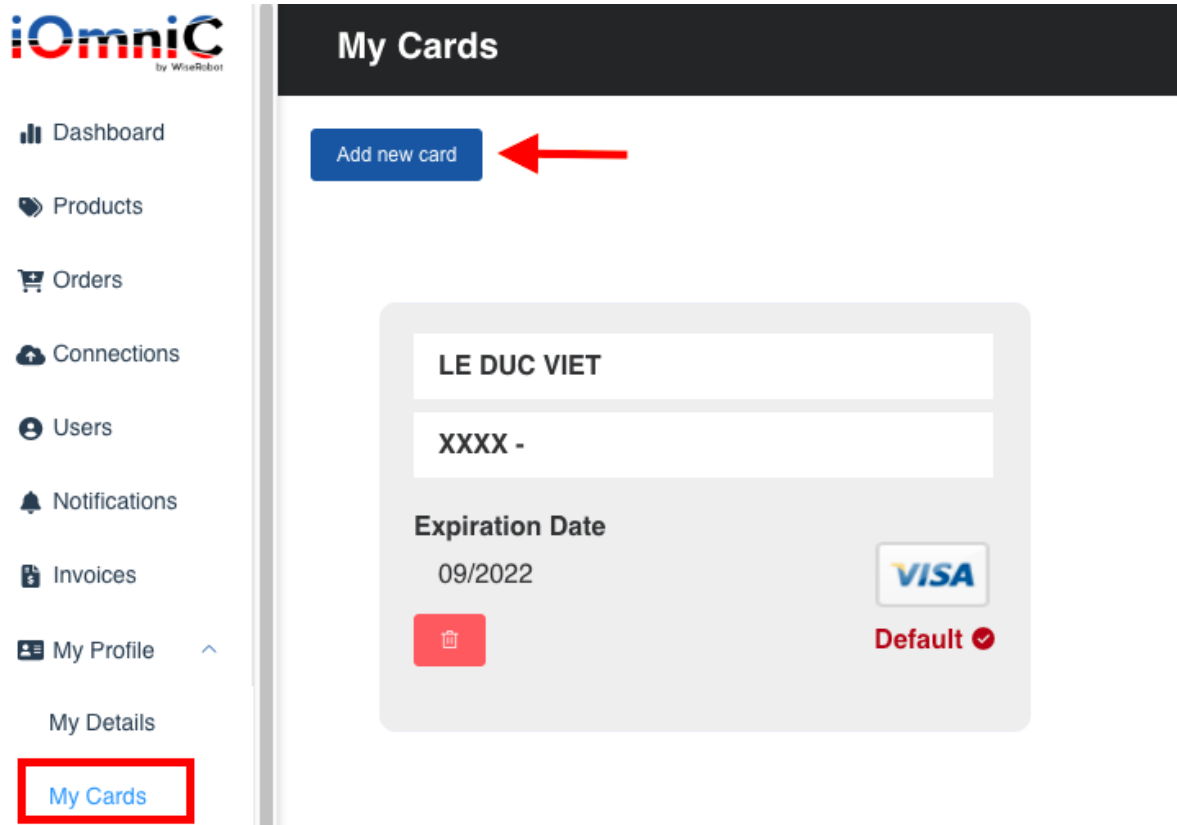 iOmniC
by WiseRobot
Dashboard
Products
Orders
Connections
Users
Notifications
Invoices
My Profile
My Details
My Cards
My Cards
Add new card
LE DUC VIET
XXXX -
Expiration Date
09/2022
VISA
Default